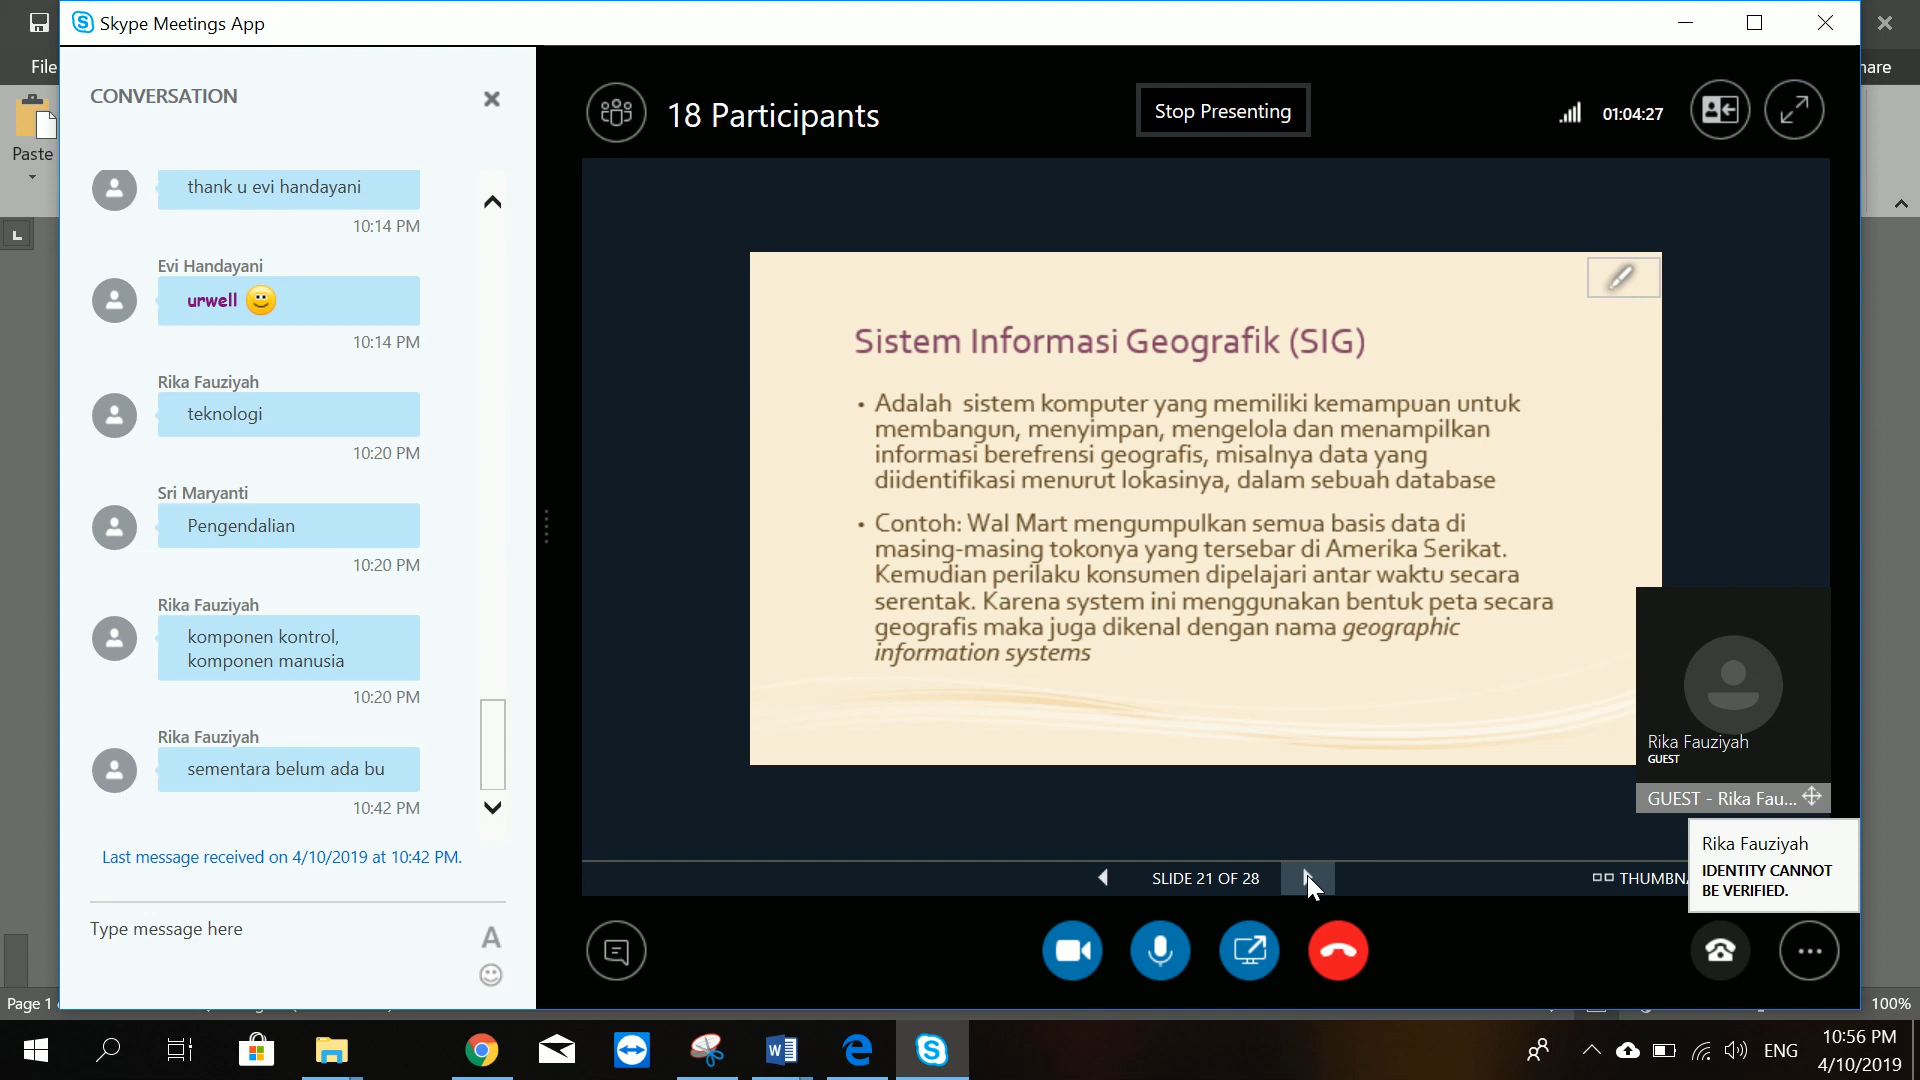 Skype Meetings App
File
hare
Paste
CONVERSATION
thank u evi handayani
10:14 PM
Evi Handayani
urwell
10:14 PM
Rika Fauziyah
teknologi
10:20 PM
Sri Maryanti
Pengendalian
10:20 PM
Rika Fauziyah
komponen kontrol,
komponen manusia
10:20 PM
Rika Fauziyah
sementara belum ada bu
10:42 PM
Last message received on 4/10/2019 at 10:42 PM.
Type message here
A
18 Participants
Stop Presenting
01:04:27
Sistem Informasi Geografik (SIG)
• Adalah sistem komputer yang memiliki kemampuan untuk
membangun, menyimpan, mengelola dan menampilkan
informasi berefrensi geografis, misalnya data yang
diidentifikasi menurut lokasinya, dalam sebuah database
• Contoh: Wal Mart mengumpulkan semua basis data di
masing-masing tokonya yang tersebar di Amerika Serikat.
Kemudian perilaku konsumen dipelajari antar waktu secara
serentak. Karena system ini menggunakan bentuk peta secara
geografis maka juga dikenal dengan nama geographic
information systems
Rika Fauziyah
GUEST
GUEST - Rika Fau...
Rika Fauziyah
IDENTITY CANNOT
BE VERIFIED.
SLIDE 21 OF 28
THUMBN
Page 1
100%
ENG
10:56 PM
4/10/2019